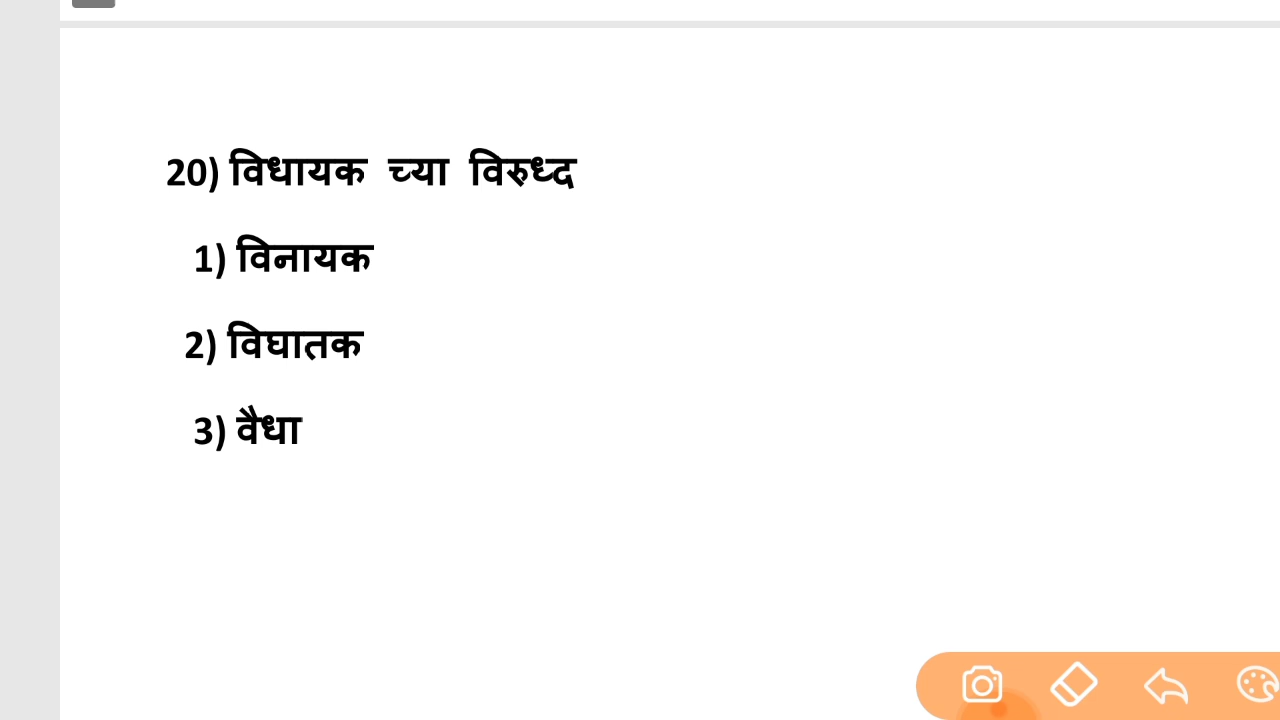 20) विधायक च्या विरुध्द
1) विनायक
2) विघातक
3) वैधा